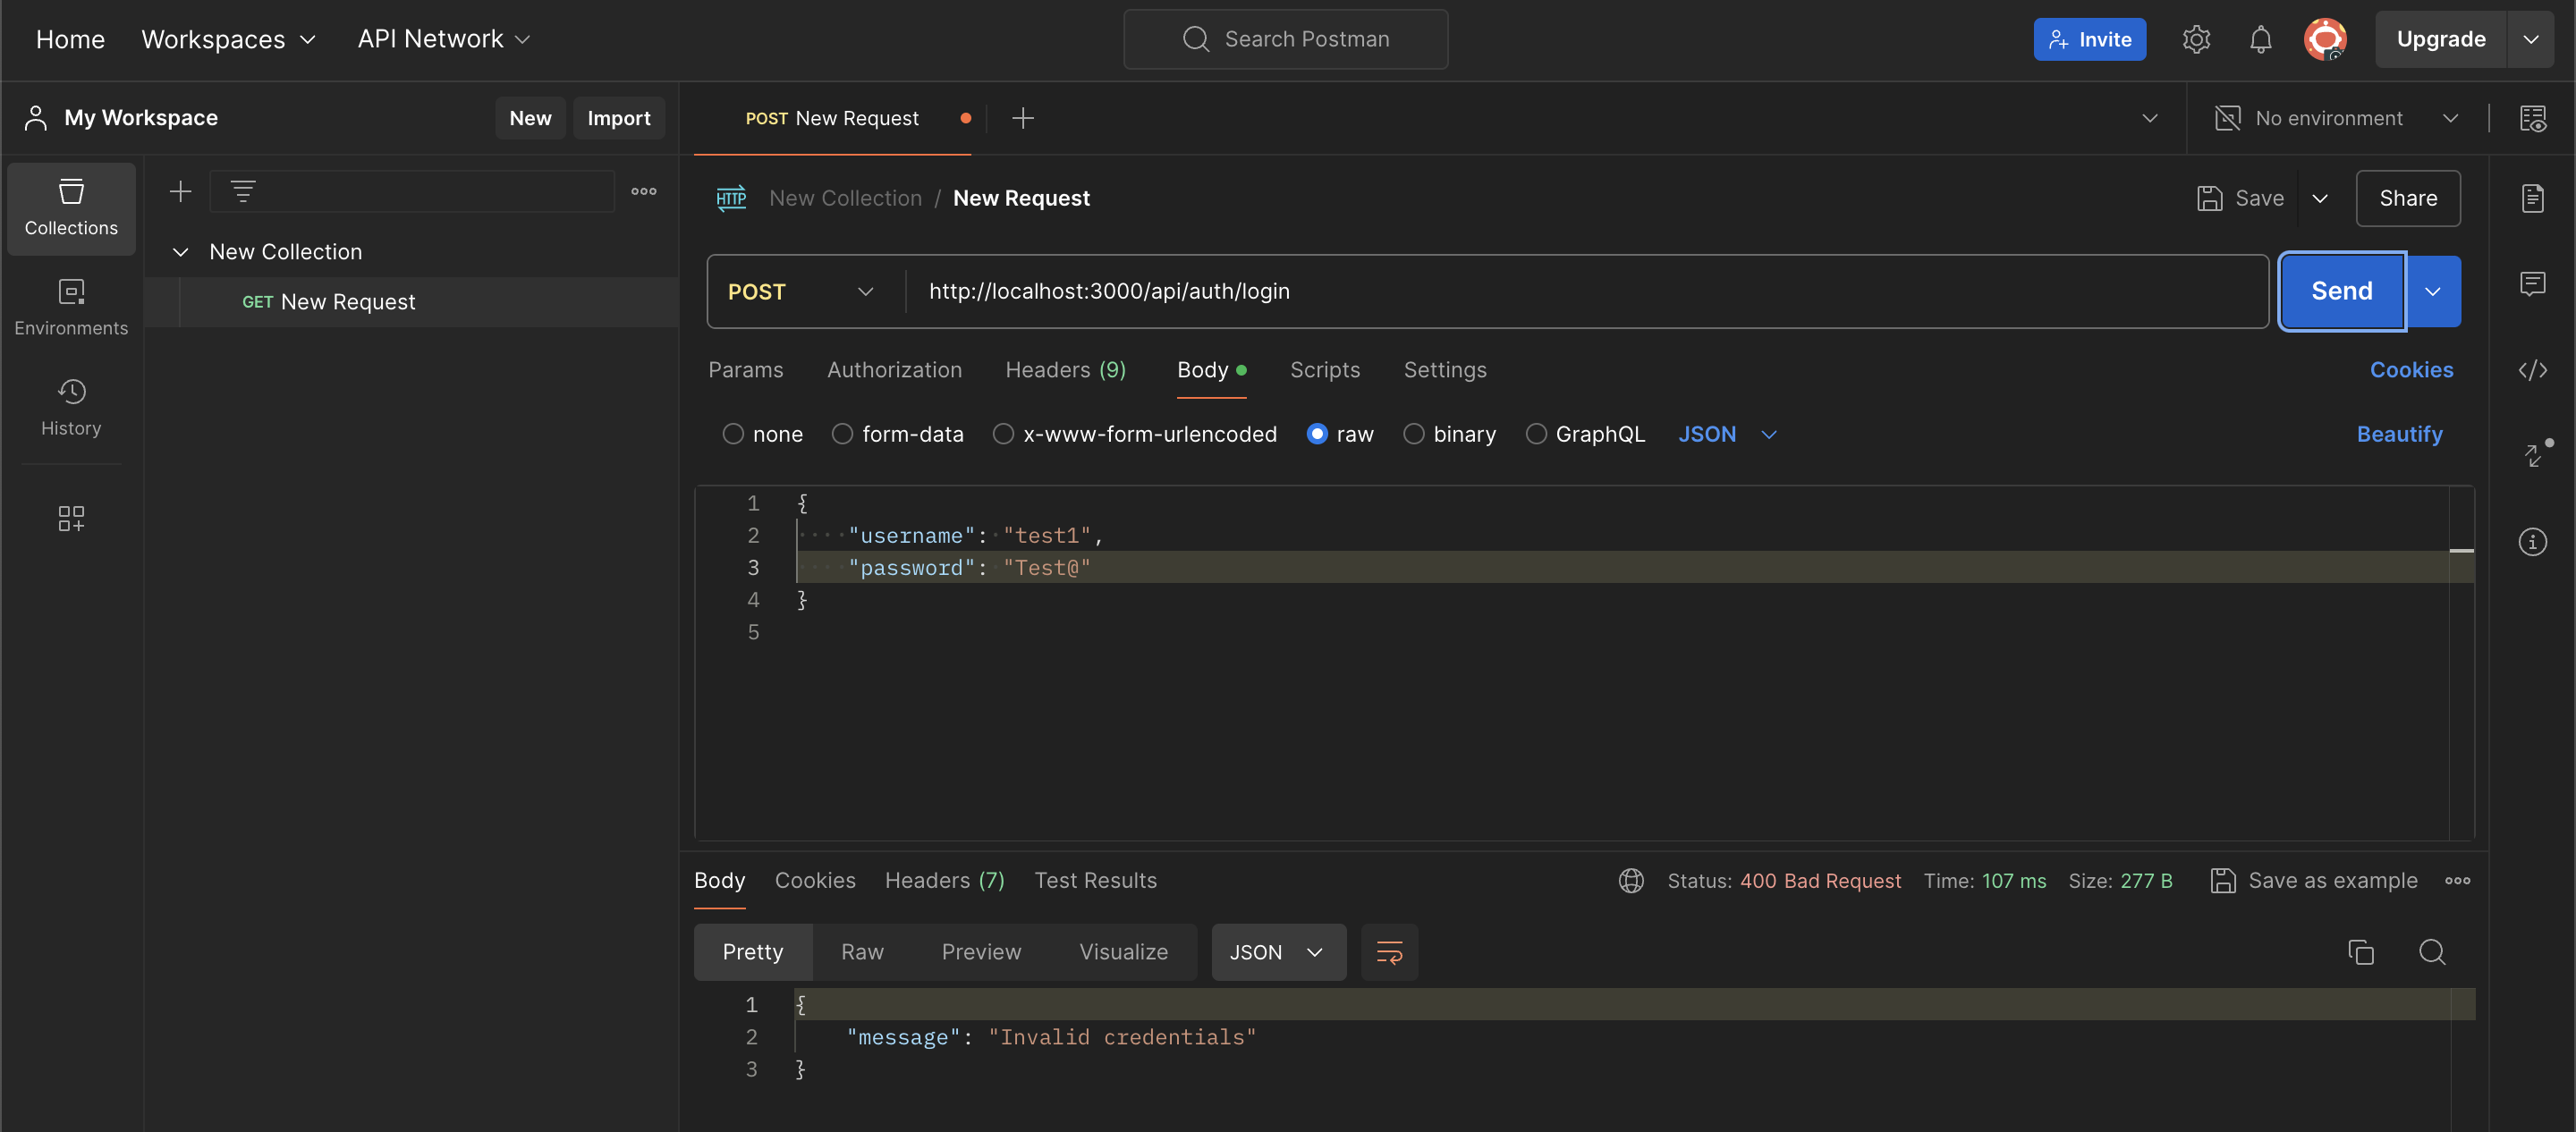 Home Workspaces API Network Search Postman Invite Upgrade
My Workspace New Import POST New Request No environment
Collections
Environments
History
New Collection
GET New Request
HTTP New Collection / New Request Save Share
POST http://localhost:3000/api/auth/login Send
Params Authorization Headers (9) Body Scripts Settings Cookies
none form-data x-www-form-urlencoded raw binary GraphQL JSON Beautify
1 {
2 "username": "test1",
3 "password": "Test@"
4 }
5
Body Cookies Headers (7) Test Results Status: 400 Bad Request Time: 107 ms Size: 277 B Save as example
Pretty Raw Preview Visualize JSON
1 {
2 "message": "Invalid credentials"
3 }